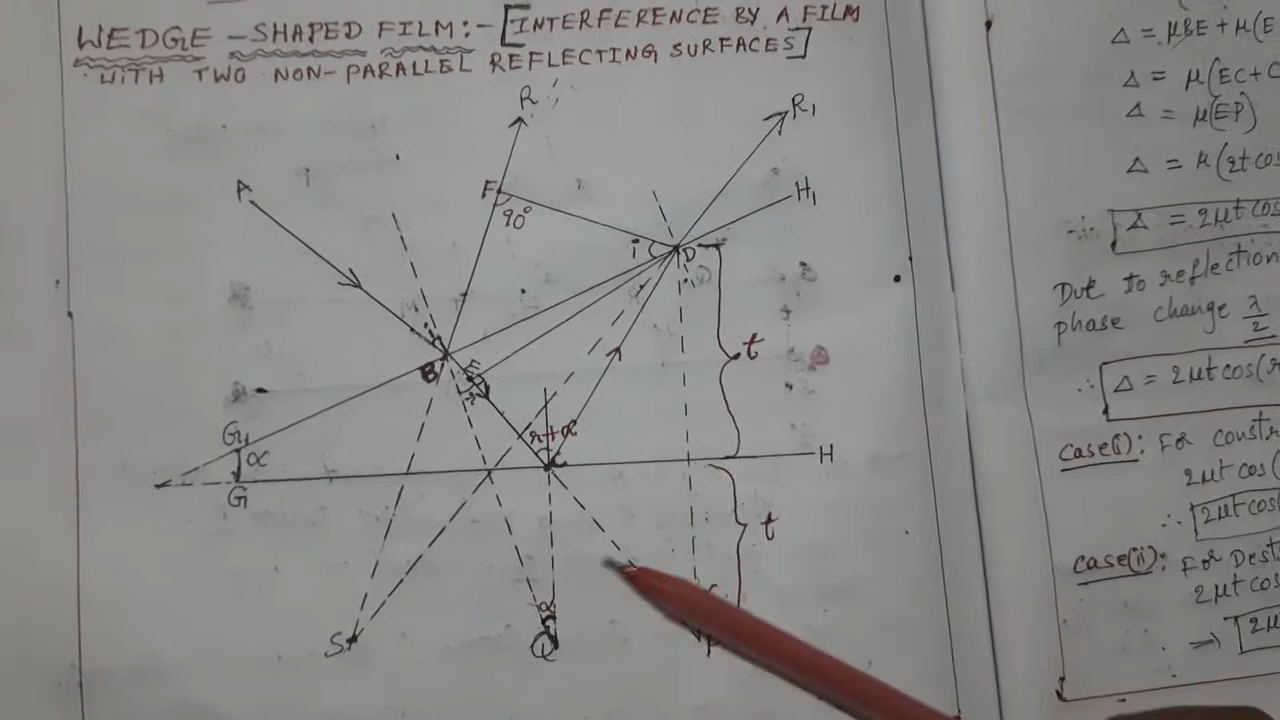 WEDGE-SHAPED FILM:- [INTERFERENCE BY A FILM
WITH TWO NON-PARALLEL REFLECTING SURFACES]
R
R1
A
F
H1
90°
i
D
B
E
r
t
G1
α
r+α
C
H
G
t
S
Q
P
Δ = μBE + μ(E
Δ = μ(EC+C
Δ = μ(EP)
Δ = μ(2t cos
∴ Δ = 2μt cos
Due to reflection
phase change λ/2
∴ Δ = 2μt cos(r
Case(i): For constr
2μt cos(
∴ 2μt cos
Case(ii): For Dest
2μt cos
⇒ [2μ